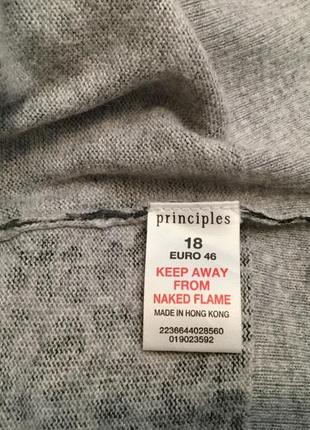 principles
18
EURO 46
KEEP AWAY
FROM
NAKED FLAME
MADE IN HONG KONG
2236644028560
019023592